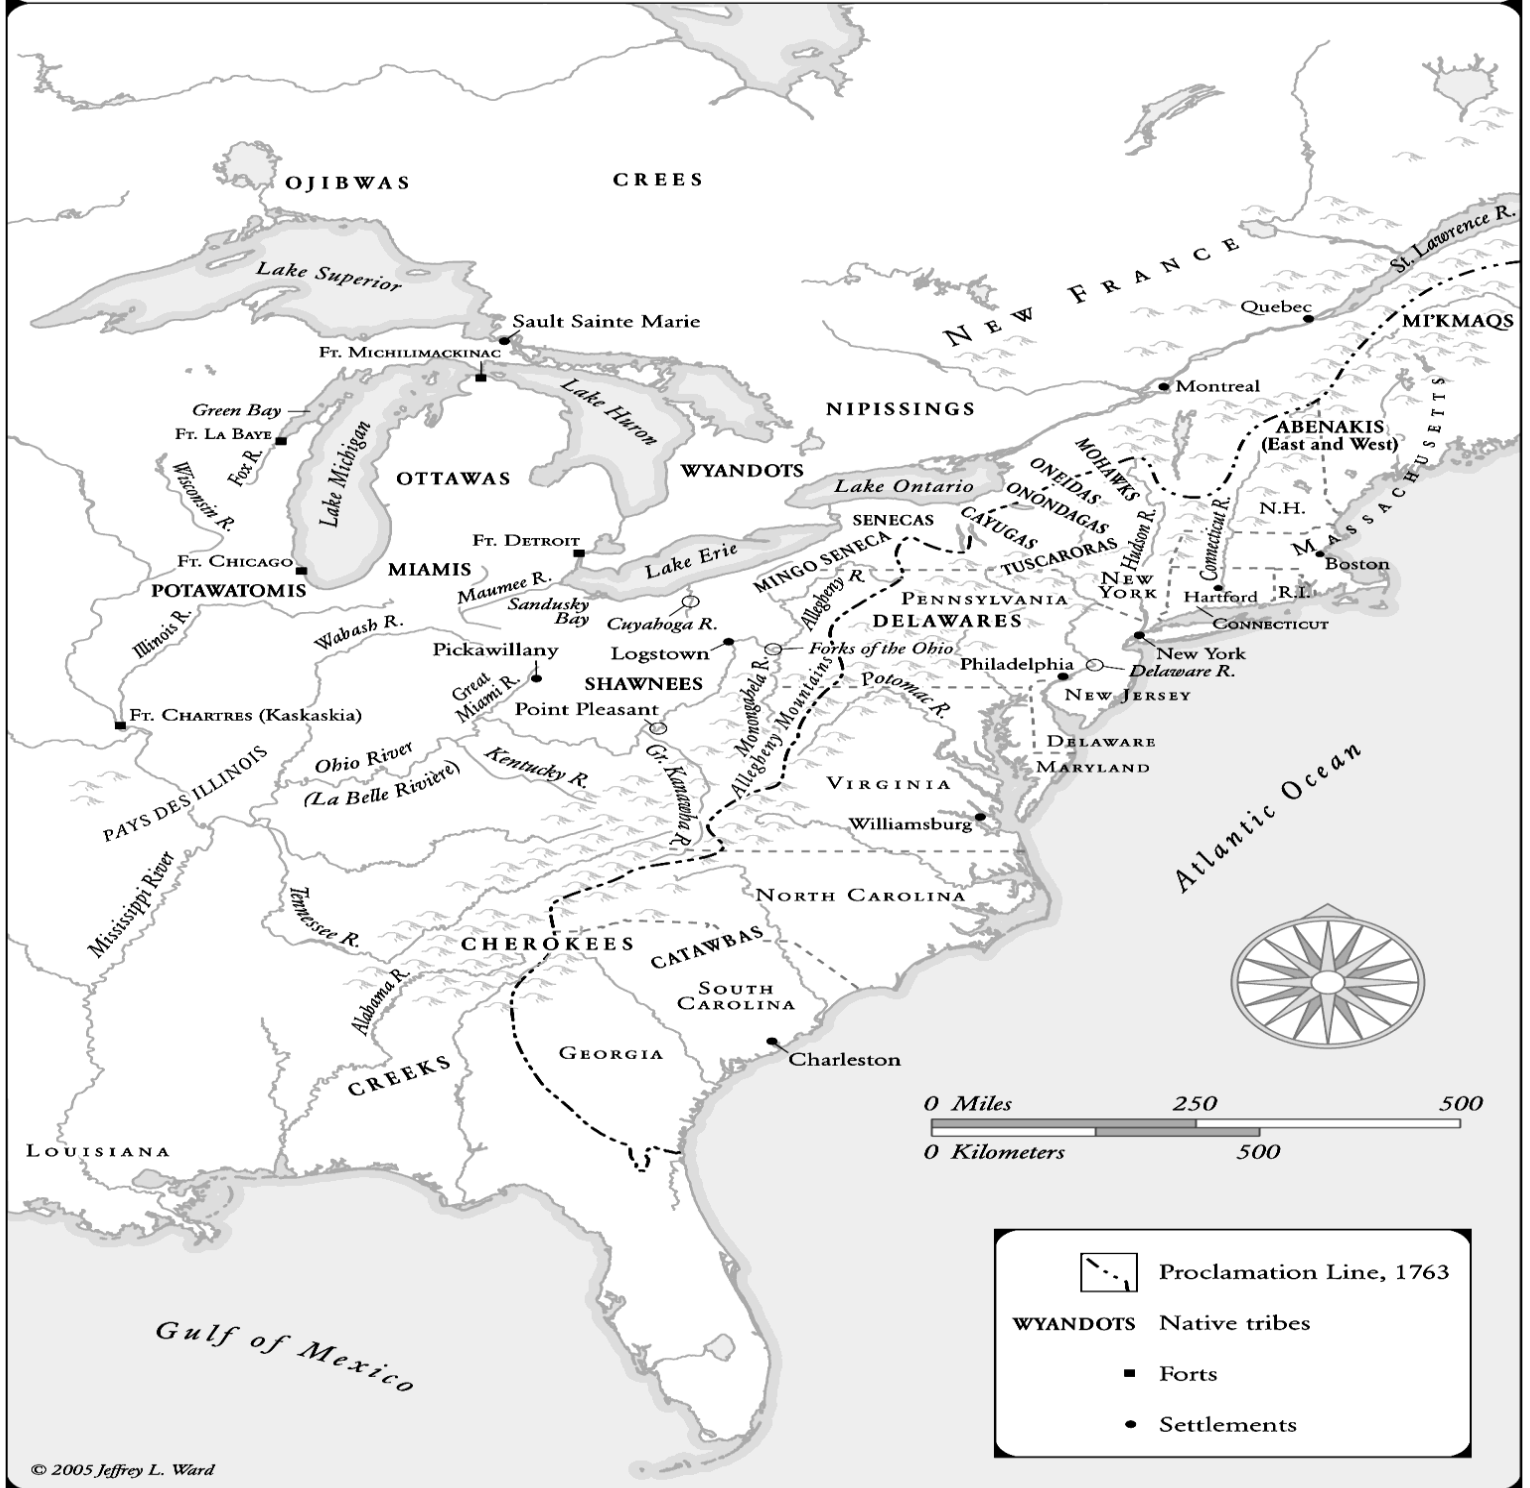 OJIBWAS
CREES
Lake Superior
NEW FRANCE
St. Lawrence R.
Quebec
MI'KMAQS
Sault Sainte Marie
FT. MICHILIMACKINAC
Montreal
Green Bay
FT. LA BAYE
Fox R.
Wisconsin R.
Lake Michigan
Lake Huron
NIPISSINGS
ABENAKIS
(East and West)
MASSACHUSETTS
OTTAWAS
WYANDOTS
Lake Ontario
MOHAWKS
ONEIDAS
ONONDAGAS
CAYUGAS
TUSCARORAS
SENECAS
MINGO SENECA
Hudson R.
Connecticut R.
N.H.
Boston
FT. DETROIT
Lake Erie
FT. CHICAGO
POTAWATOMIS
MIAMIS
Maumee R.
Sandusky
Bay
Cuyahoga R.
Allegheny R.
PENNSYLVANIA
DELAWARES
NEW
YORK
Hartford
R.I.
CONNECTICUT
Illinois R.
Wabash R.
Pickawillany
Logstown
Forks of the Ohio
Philadelphia
New York
Delaware R.
NEW JERSEY
SHAWNEES
Great
Miami R.
Point Pleasant
Monongahela R.
Allegheny Mountains
Potomac R.
FT. CHARTRES (Kaskaskia)
Ohio River
(La Belle Rivière)
Kentucky R.
Gr. Kanawha R.
DELAWARE
MARYLAND
PAYS DES ILLINOIS
VIRGINIA
Williamsburg
Atlantic Ocean
Mississippi River
Tennessee R.
NORTH CAROLINA
CHEROKEES
CATAWBAS
Alabama R.
SOUTH
CAROLINA
GEORGIA
Charleston
CREEKS
LOUISIANA
0 Miles 250 500
0 Kilometers 500
Gulf of Mexico
Proclamation Line, 1763
WYANDOTS Native tribes
Forts
Settlements
© 2005 Jeffrey L. Ward